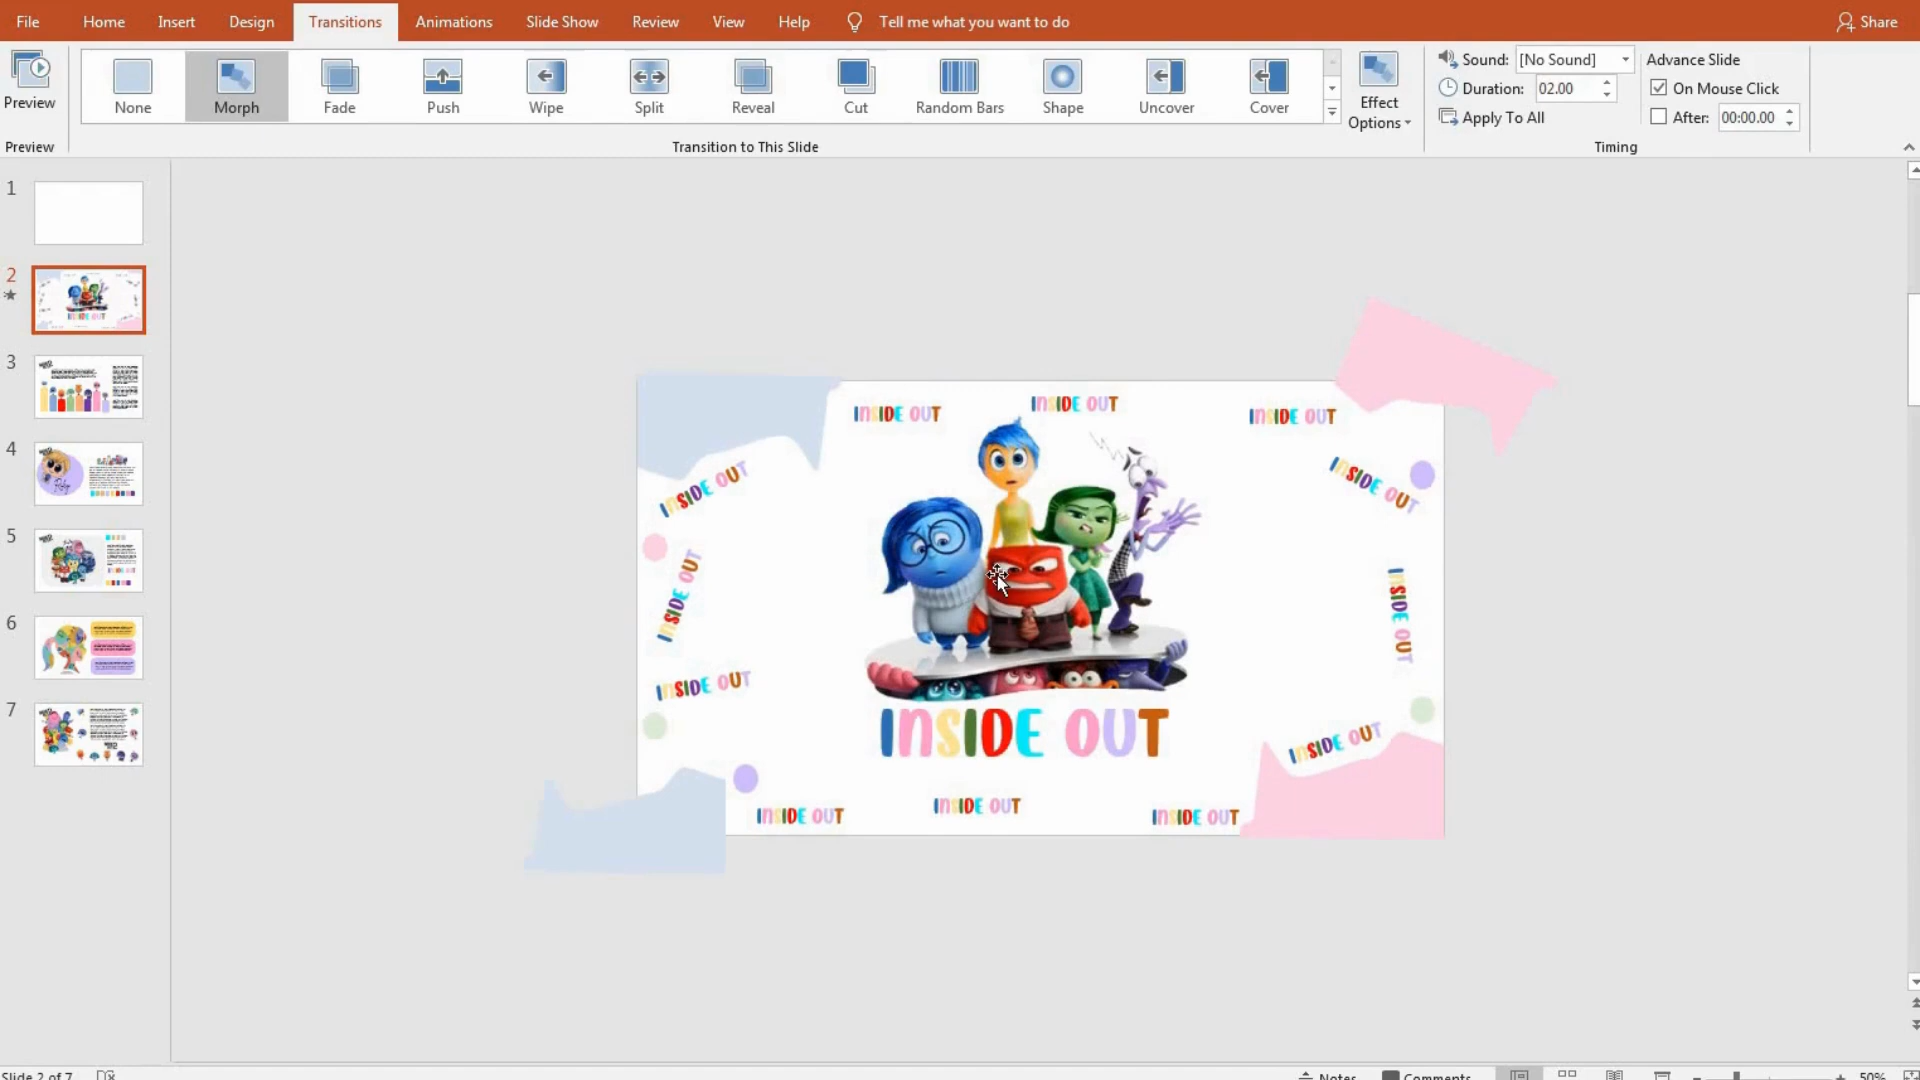 File Home Insert Design Transitions Animations Slide Show Review View Help Tell me what you want to do Share
Preview None Morph Fade Push Wipe Split Reveal Cut Random Bars Shape Uncover Cover Effect Options
Sound: [No Sound] Advance Slide
Duration: 02.00 On Mouse Click
Apply To All After: 00:00.00
Preview Transition to This Slide Timing
1
2
3
4
5
6
7
INSIDE OUT
INSIDE OUT
INSIDE OUT
INSIDE OUT
INSIDE OUT
INSIDE OUT
INSIDE OUT
INSIDE OUT
INSIDE OUT
INSIDE OUT
INSIDE OUT
INSIDE OUT
INSIDE OUT
Slide 2 of 7 Notes Comments 50%